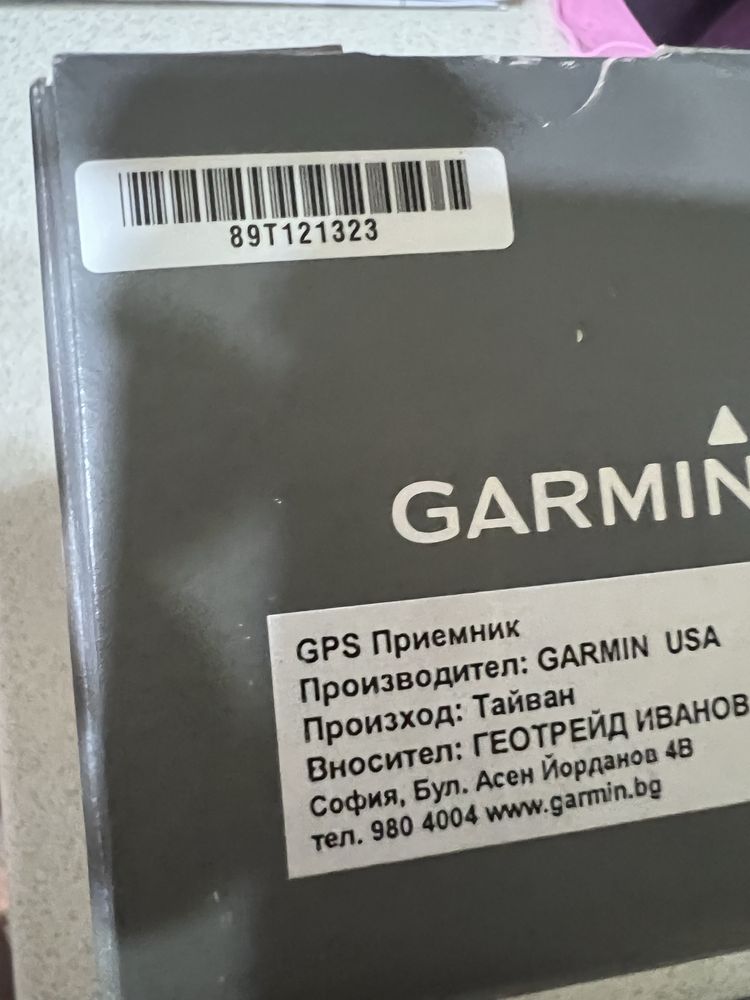 89T121323
GARMIN
GPS Приемник
Производител: GARMIN USA
Произход: Тайван
Вносител: ГЕОТРЕЙД ИВАНОВ
София, Бул. Асен Йорданов 4В
тел. 980 4004 www.garmin.bg